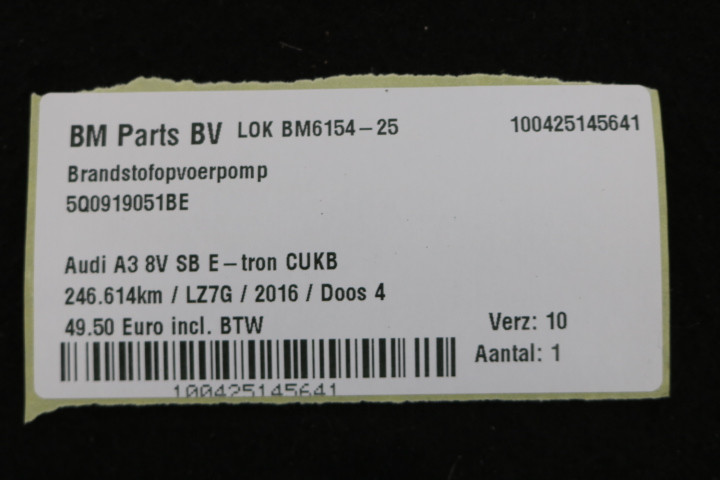 BM Parts BV LOK BM6154-25 100425145641
Brandstofopvoerpomp
5Q0919051BE
Audi A3 8V SB E-tron CUKB
246.614km / LZ7G / 2016 / Doos 4
49.50 Euro incl. BTW Verz: 10
Aantal: 1
100425145641